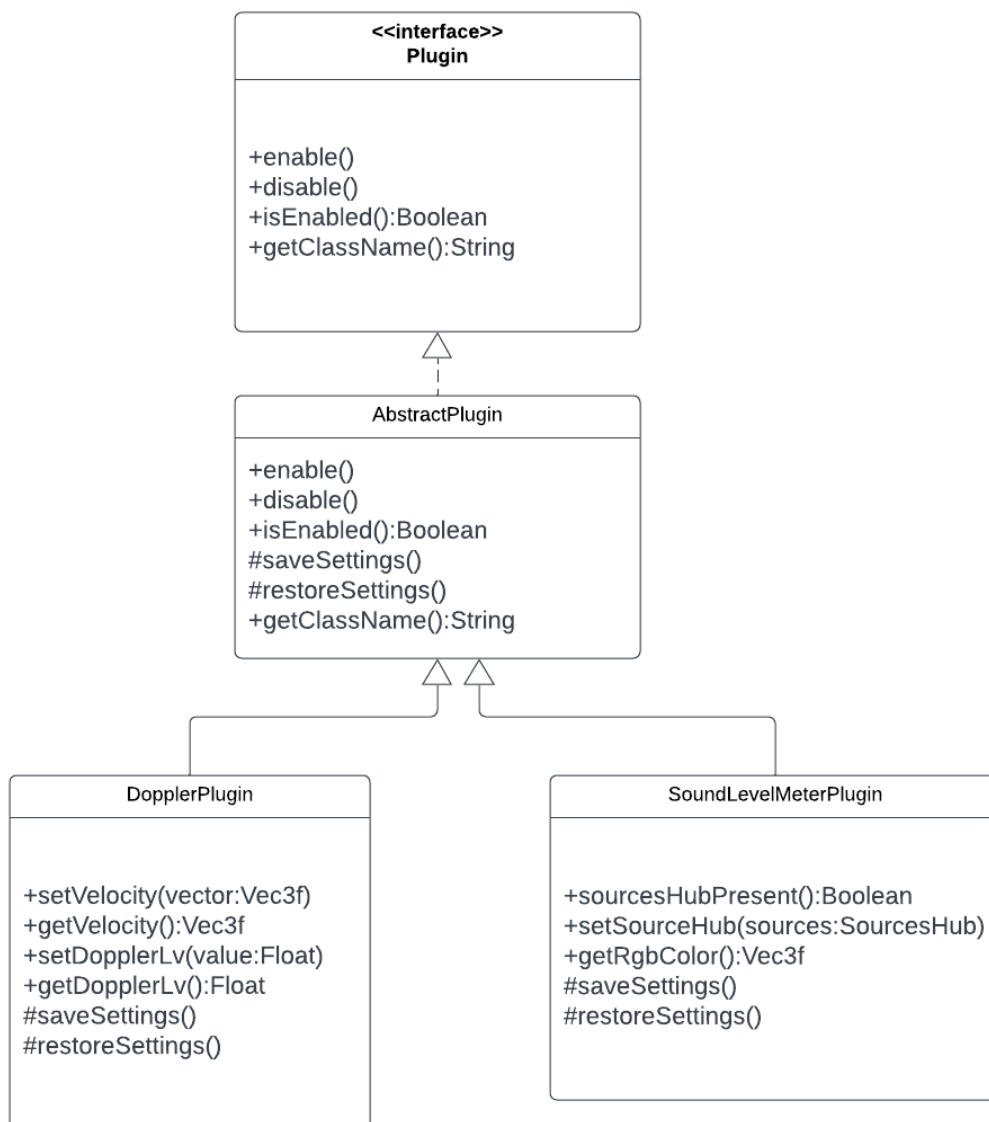 <<interface>>
Plugin
+enable()
+disable()
+isEnabled():Boolean
+getClassName():String
AbstractPlugin
+enable()
+disable()
+isEnabled():Boolean
#saveSettings()
#restoreSettings()
+getClassName():String
DopplerPlugin
+setVelocity(vector:Vec3f)
+getVelocity():Vec3f
+setDopplerLv(value:Float)
+getDopplerLv():Float
#saveSettings()
#restoreSettings()
SoundLevelMeterPlugin
+sourcesHubPresent():Boolean
+setSourceHub(sources:SourcesHub)
+getRgbColor():Vec3f
#saveSettings()
#restoreSettings()